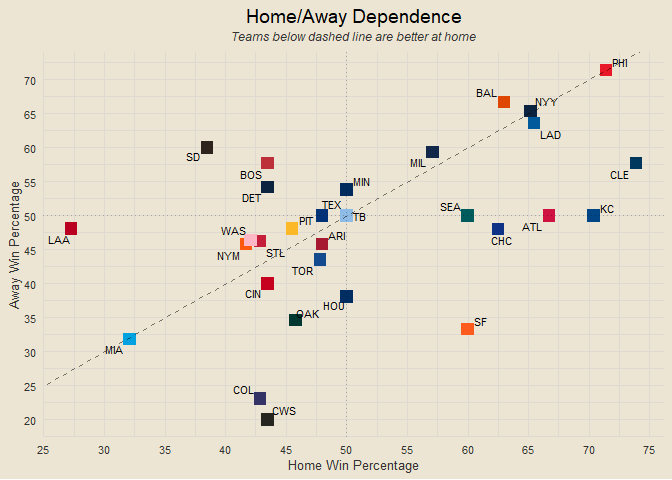 Home/Away Dependence
Teams below dashed line are better at home
Away Win Percentage
70
65
60
55
50
45
40
35
30
25
20
PHI
BAL
NYY
LAD
MIL
SD
BOS
DET
MIN
CLE
TEX
TB
PIT
SEA
ATL
KC
CHC
LAA
WAS
NYM
STL
ARI
TOR
CIN
HOU
OAK
SF
MIA
COL
CWS
25 30 35 40 45 50 55 60 65 70 75
Home Win Percentage